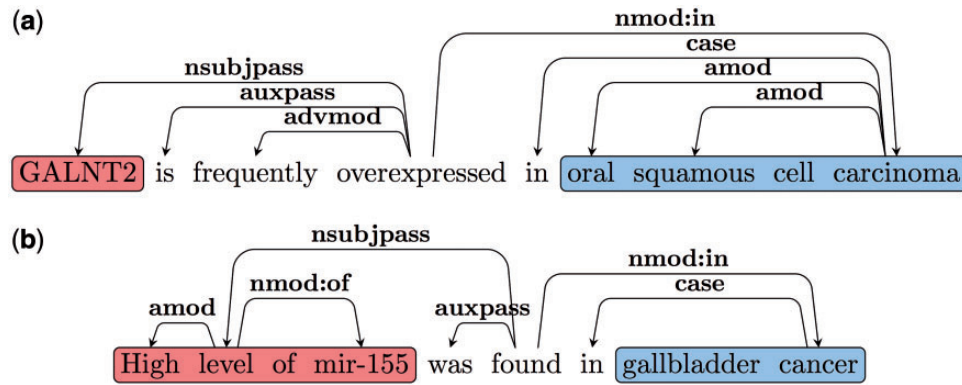 (a)
nmod:in
case
nsubjpass amod
auxpass amod
advmod
GALNT2 is frequently overexpressed in oral squamous cell carcinoma
(b)
nsubjpass
nmod:in
nmod:of case
amod auxpass
High level of mir-155 was found in gallbladder cancer